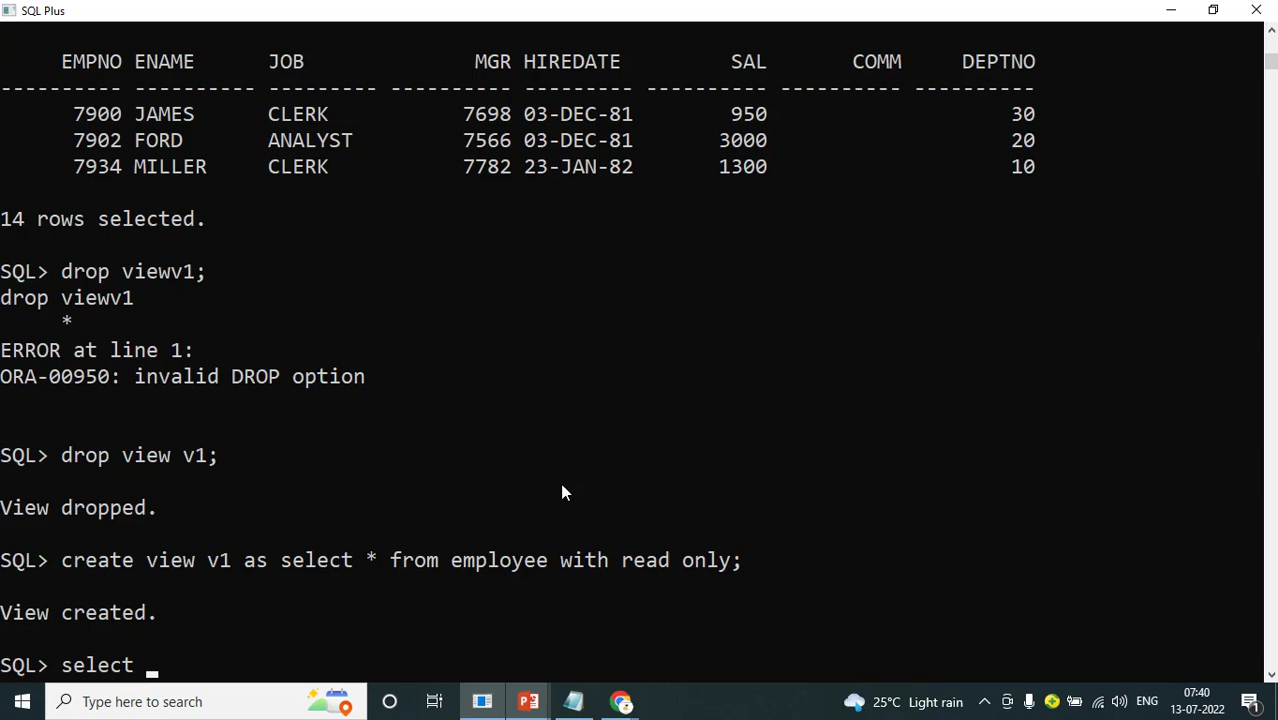 SQL Plus
EMPNO ENAME JOB MGR HIREDATE SAL COMM DEPTNO
---------- ---------- --------- ---------- --------- ---------- ---------- ----------
7900 JAMES CLERK 7698 03-DEC-81 950 30
7902 FORD ANALYST 7566 03-DEC-81 3000 20
7934 MILLER CLERK 7782 23-JAN-82 1300 10
14 rows selected.
SQL> drop viewv1;
drop viewv1
*
ERROR at line 1:
ORA-00950: invalid DROP option
SQL> drop view v1;
View dropped.
SQL> create view v1 as select * from employee with read only;
View created.
SQL> select _
Type here to search
25°C Light rain
ENG
07:40
13-07-2022
1